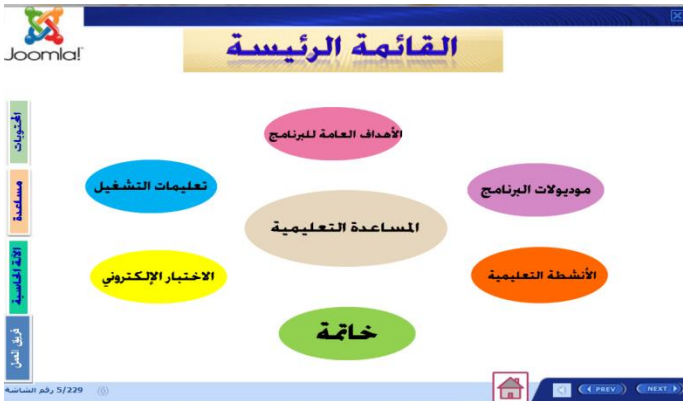 Joomla!
القائمة الرئيسة
الأهداف العامة للبرنامج
موديولات البرنامج
تعليمات التشغيل
المساعدة التعليمية
الأنشطة التعليمية
الاختبار الإلكتروني
خاتمة
المحتويات
مساعدة
الآلة الحاسبة
فريق العمل
5/229 رقم الشاشة
PREV
NEXT